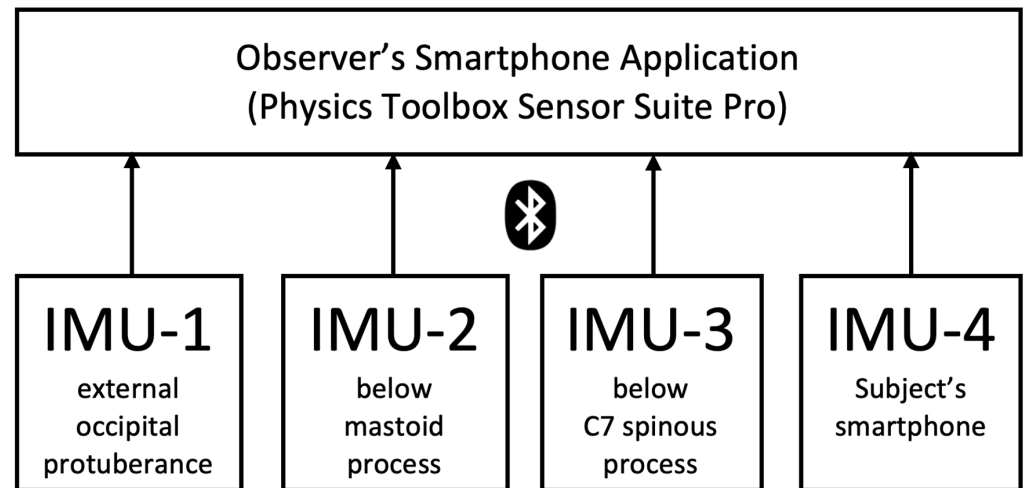 Observer’s Smartphone Application
(Physics Toolbox Sensor Suite Pro)
IMU-1
external
occipital
protuberance
IMU-2
below
mastoid
process
IMU-3
below
C7 spinous
process
IMU-4
Subject’s
smartphone